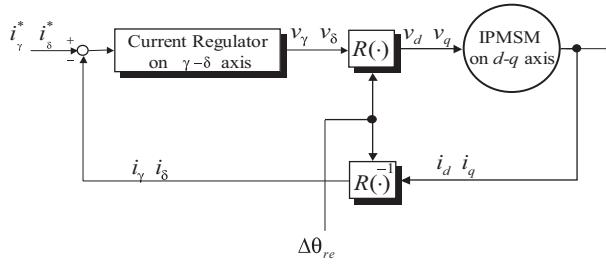 i*γ i*δ
+
−
Current Regulator
on γ−δ axis
vγ vδ
R(·)
vd vq
IPMSM
on d-q axis
iγ iδ
R(·)−1
id iq
Δθre